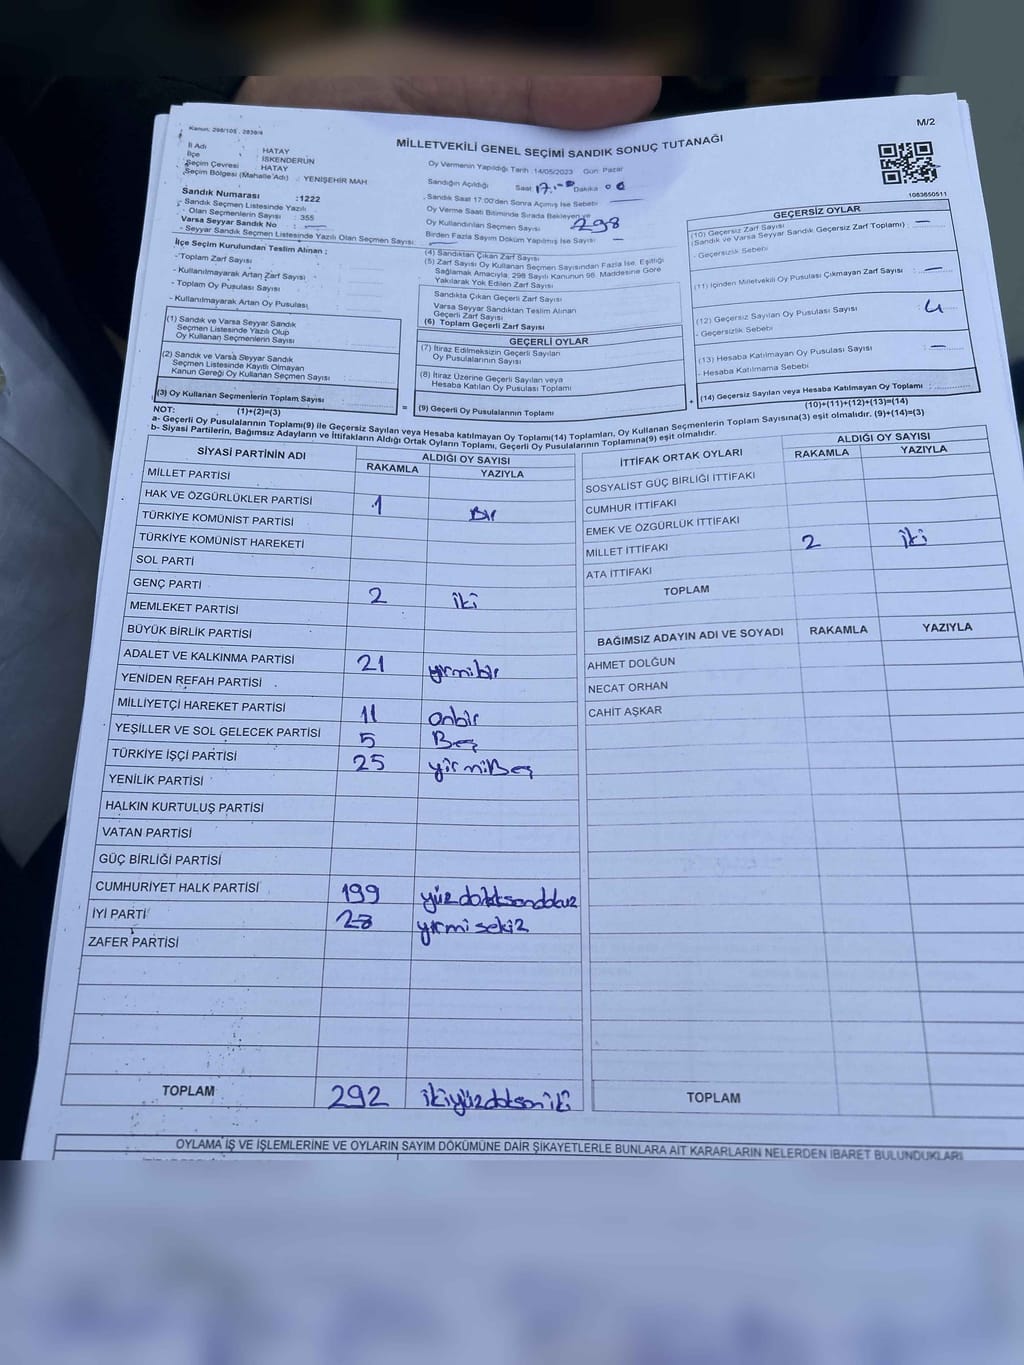 Kanun: 298/105 , 2839/4
M/2
MİLLETVEKİLİ GENEL SEÇİMİ SANDIK SONUÇ TUTANAĞI
1083650511
İl Adı HATAY
İlçe İSKENDERUN
Seçim Çevresi HATAY
Seçim Bölgesi (Mahalle Adı) : YENİŞEHİR MAH
Sandık Numarası :1222
- Sandık Seçmen Listesinde Yazılı
Olan Seçmenlerin Sayısı : 355
Varsa Seyyar Sandık No
- Seyyar Sandık Seçmen Listesinde Yazılı Olan Seçmen Sayısı:
İlçe Seçim Kurulundan Teslim Alınan ;
-Toplam Zarf Sayısı
- Kullanılmayarak Artan Zarf Sayısı
- Toplam Oy Pusulası Sayısı
- Kullanılmayarak Artan Oy Pusulası
(1) Sandık ve Varsa Seyyar Sandık
Seçmen Listesinde Yazılı Olup
Oy Kullanan Seçmenlerin Sayısı
(2) Sandık ve Varsa Seyyar Sandık
Seçmen Listesinde Kayıtlı Olmayan
Kanun Gereği Oy Kullanan Seçmen Sayısı
(3) Oy Kullanan Seçmenlerin Toplam Sayısı
(1)+(2)=(3)
Oy Vermenin Yapıldığı Tarih :14/05/2023 Gün: Pazar
Sandığın Açıldığı Saat 17.00 Dakika 00
Sandık Saat 17:00'den Sonra Açılmış İse Sebebi
Oy Verme Saati Bitiminde Sırada Bekleyen ve
Oy Kullandırılan Seçmen Sayısı 298
Birden Fazla Sayım Döküm Yapılmış İse Sayısı —
(4) Sandıktan Çıkan Zarf Sayısı
(5) Zarf Sayısı Oy Kullanan Seçmen Sayısından Fazla İse, Eşitliği
Sağlamak Amacıyla, 298 Sayılı Kanunun 98. Maddesine Göre
Yakılarak Yok Edilen Zarf Sayısı
Sandıkta Çıkan Geçerli Zarf Sayısı
Varsa Seyyar Sandıktan Teslim Alınan
Geçerli Zarf Sayısı
(6) Toplam Geçerli Zarf Sayısı
GEÇERLİ OYLAR
(7) İtiraz Edilmeksizin Geçerli Sayılan
Oy Pusulalarının Sayısı
(8) İtiraz Üzerine Geçerli Sayılan veya
Hesaba Katılan Oy Pusulası Toplamı
= (9) Geçerli Oy Pusulalarının Toplamı
GEÇERSİZ OYLAR
(10) Geçersiz Zarf Sayısı
(Sandık ve Varsa Seyyar Sandık Geçersiz Zarf Toplamı) : —
- Geçersizlik Sebebi
(11) İçinden Milletvekili Oy Pusulası Çıkmayan Zarf Sayısı : —
(12) Geçersiz Sayılan Oy Pusulası Sayısı : 4
- Geçersizlik Sebebi
(13) Hesaba Katılmayan Oy Pusulası Sayısı : —
- Hesaba Katılmama Sebebi
+ (14) Geçersiz Sayılan veya Hesaba Katılmayan Oy Toplamı :
(10)+(11)+(12)+(13)=(14)
NOT:
a- Geçerli Oy Pusulalarının Toplamı(9) ile Geçersiz Sayılan veya Hesaba katılmayan Oy Toplamı(14) Toplamları, Oy Kullanan Seçmenlerin Toplam Sayısına(3) eşit olmalıdır. (9)+(14)=(3)
b- Siyasi Partilerin, Bağımsız Adayların ve İttifakların Aldığı Ortak Oyların Toplamı, Geçerli Oy Pusulalarının Toplamına(9) eşit olmalıdır.
SİYASİ PARTİNİN ADI ALDIĞI OY SAYISI
RAKAMLA YAZIYLA
MİLLET PARTİSİ
HAK VE ÖZGÜRLÜKLER PARTİSİ 1 Bir
TÜRKİYE KOMÜNİST PARTİSİ
TÜRKİYE KOMÜNİST HAREKETİ
SOL PARTİ
GENÇ PARTİ 2 iki
MEMLEKET PARTİSİ
BÜYÜK BİRLİK PARTİSİ
ADALET VE KALKINMA PARTİSİ 21 yirmibir
YENİDEN REFAH PARTİSİ
MİLLİYETÇİ HAREKET PARTİSİ 11 onbir
YEŞİLLER VE SOL GELECEK PARTİSİ 5 Beş
TÜRKİYE İŞÇİ PARTİSİ 25 yirmiBeş
YENİLİK PARTİSİ
HALKIN KURTULUŞ PARTİSİ
VATAN PARTİSİ
GÜÇ BİRLİĞİ PARTİSİ
CUMHURİYET HALK PARTİSİ 199 yüzdoksandokuz
İYİ PARTİ 28 yirmi sekiz
ZAFER PARTİSİ
TOPLAM 292 ikiyüzdoksaniki
İTTİFAK ORTAK OYLARI ALDIĞI OY SAYISI
RAKAMLA YAZIYLA
SOSYALİST GÜÇ BİRLİĞİ İTTİFAKI
CUMHUR İTTİFAKI
EMEK VE ÖZGÜRLÜK İTTİFAKI
MİLLET İTTİFAKI 2 iki
ATA İTTİFAKI
TOPLAM
BAĞIMSIZ ADAYIN ADI VE SOYADI RAKAMLA YAZIYLA
AHMET DOLĞUN
NECAT ORHAN
CAHİT AŞKAR
TOPLAM
OYLAMA İŞ VE İŞLEMLERİNE VE OYLARIN SAYIM DÖKÜMÜNE DAİR ŞİKAYETLERLE BUNLARA AİT KARARLARIN NELERDEN İBARET BULUNDUKLARI